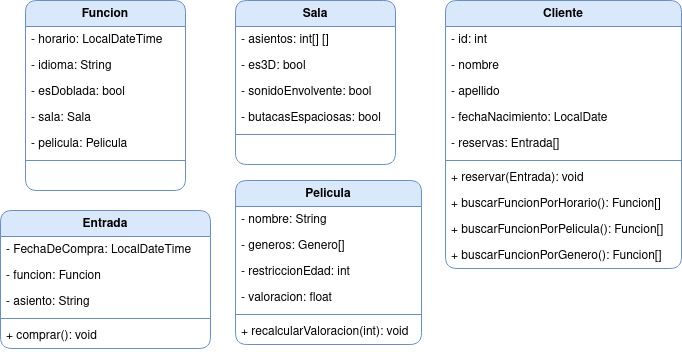 Funcion
- horario: LocalDateTime
- idioma: String
- esDoblada: bool
- sala: Sala
- pelicula: Pelicula
Sala
- asientos: int[] []
- es3D: bool
- sonidoEnvolvente: bool
- butacasEspaciosas: bool
Cliente
- id: int
- nombre
- apellido
- fechaNacimiento: LocalDate
- reservas: Entrada[]
+ reservar(Entrada): void
+ buscarFuncionPorHorario(): Funcion[]
+ buscarFuncionPorPelicula(): Funcion[]
+ buscarFuncionPorGenero(): Funcion[]
Entrada
- FechaDeCompra: LocalDateTime
- funcion: Funcion
- asiento: String
+ comprar(): void
Pelicula
- nombre: String
- generos: Genero[]
- restriccionEdad: int
- valoracion: float
+ recalcularValoracion(int): void